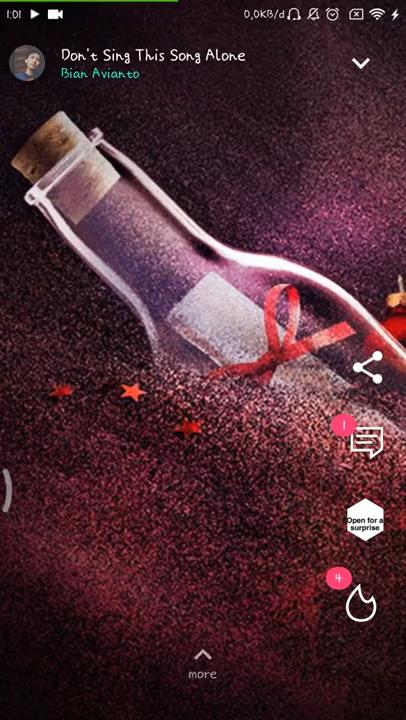 1:01
0,0KB/d
Don't Sing This Song Alone
Bian Avianto
1
Open for a
surprise
4
more